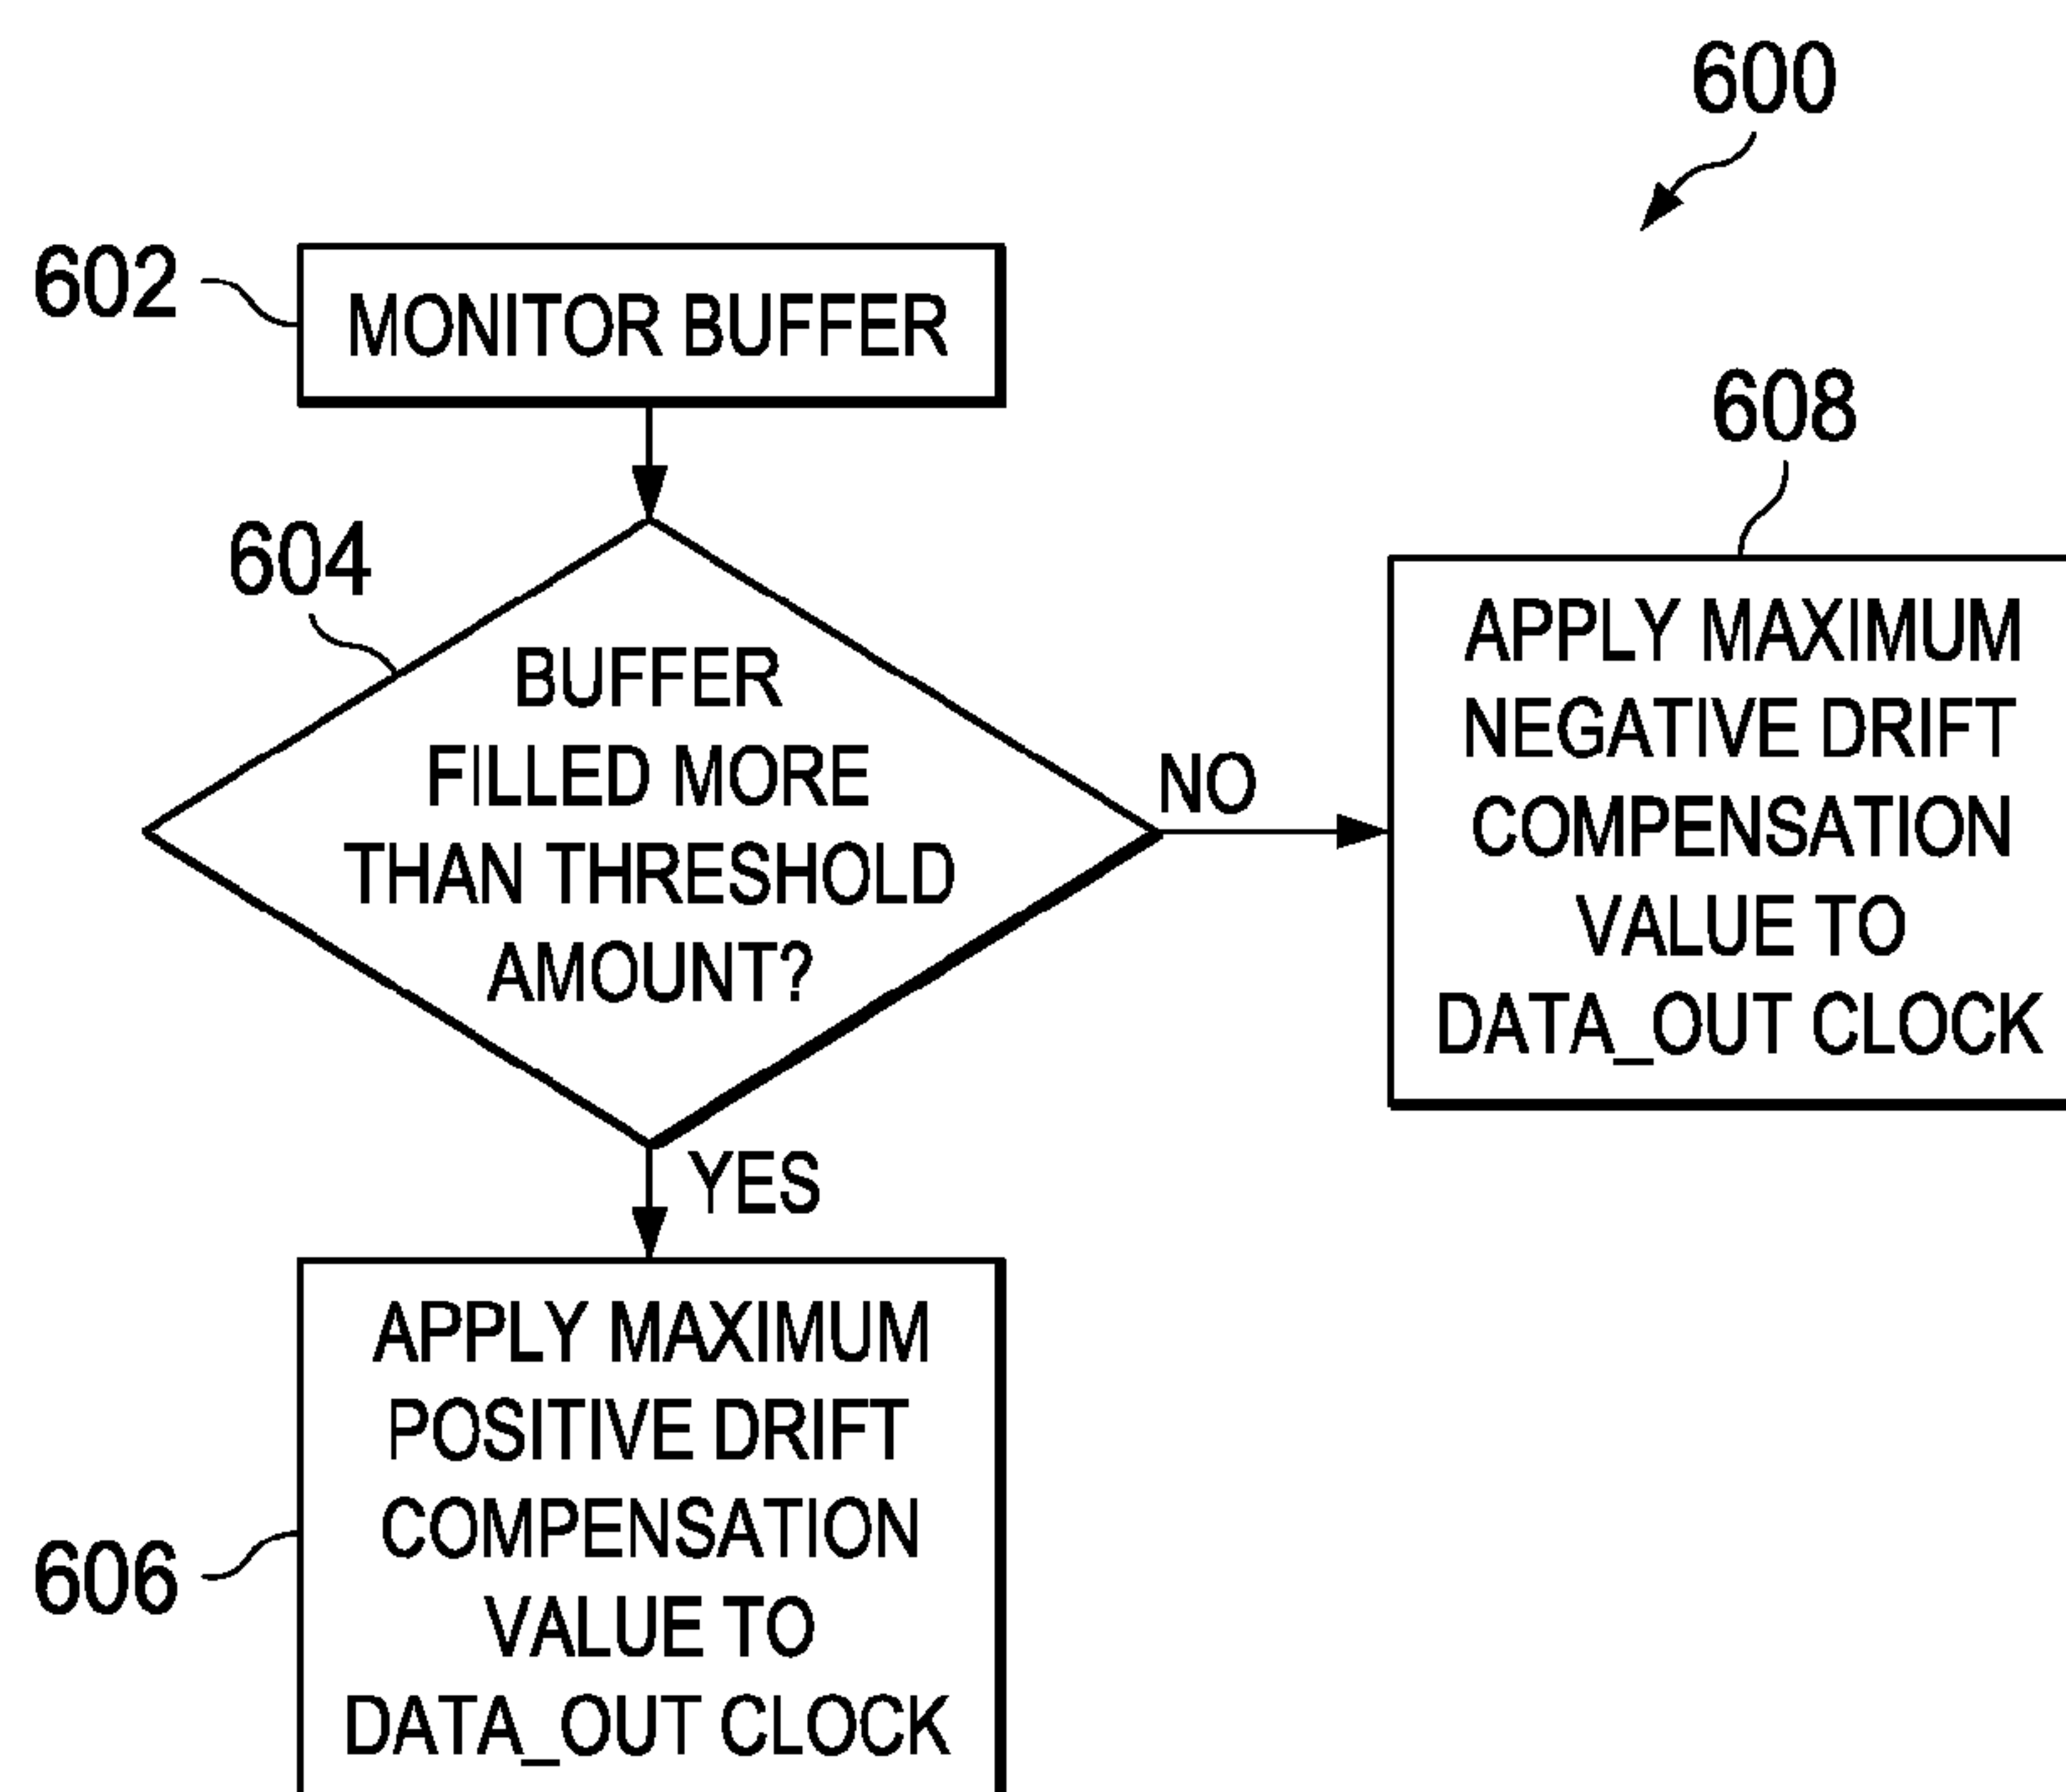 600
602
MONITOR BUFFER
604
BUFFER
FILLED MORE
THAN THRESHOLD
AMOUNT?
NO
608
APPLY MAXIMUM
NEGATIVE DRIFT
COMPENSATION
VALUE TO
DATA_OUT CLOCK
YES
606
APPLY MAXIMUM
POSITIVE DRIFT
COMPENSATION
VALUE TO
DATA_OUT CLOCK